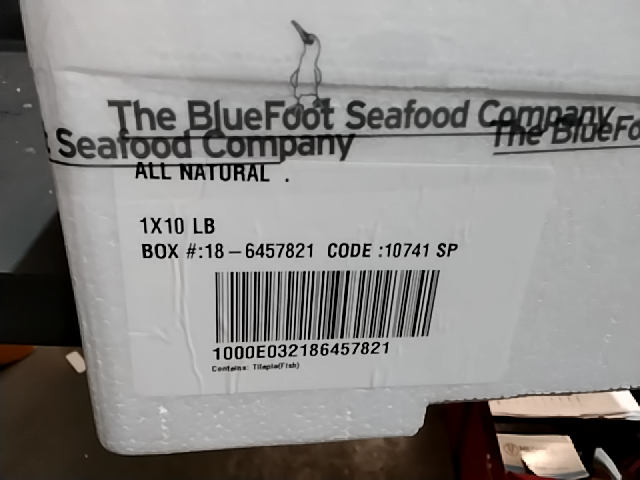 The BlueFoot Seafood Company
Seafood Company
The BlueFo
ALL NATURAL .
1X10 LB
BOX #:18-6457821 CODE :10741 SP
1000E032186457821
Contains: Tilapia(Fish)